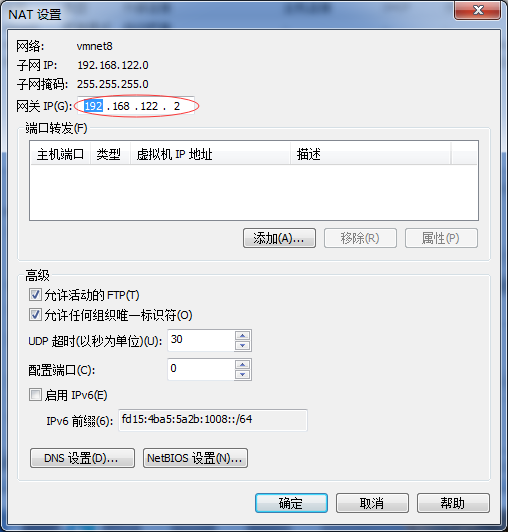 NAT 设置
网络: vmnet8
子网 IP: 192.168.122.0
子网掩码: 255.255.255.0
网关 IP(G): 192 . 168 . 122 . 2
端口转发(F)
主机端口 类型 虚拟机 IP 地址 描述
添加(A)... 移除(R) 属性(P)
高级
允许活动的 FTP(T)
允许任何组织唯一标识符(O)
UDP 超时(以秒为单位)(U): 30
配置端口(C): 0
启用 IPv6(E)
IPv6 前缀(6): fd15:4ba5:5a2b:1008::/64
DNS 设置(D)... NetBIOS 设置(N)...
确定 取消 帮助